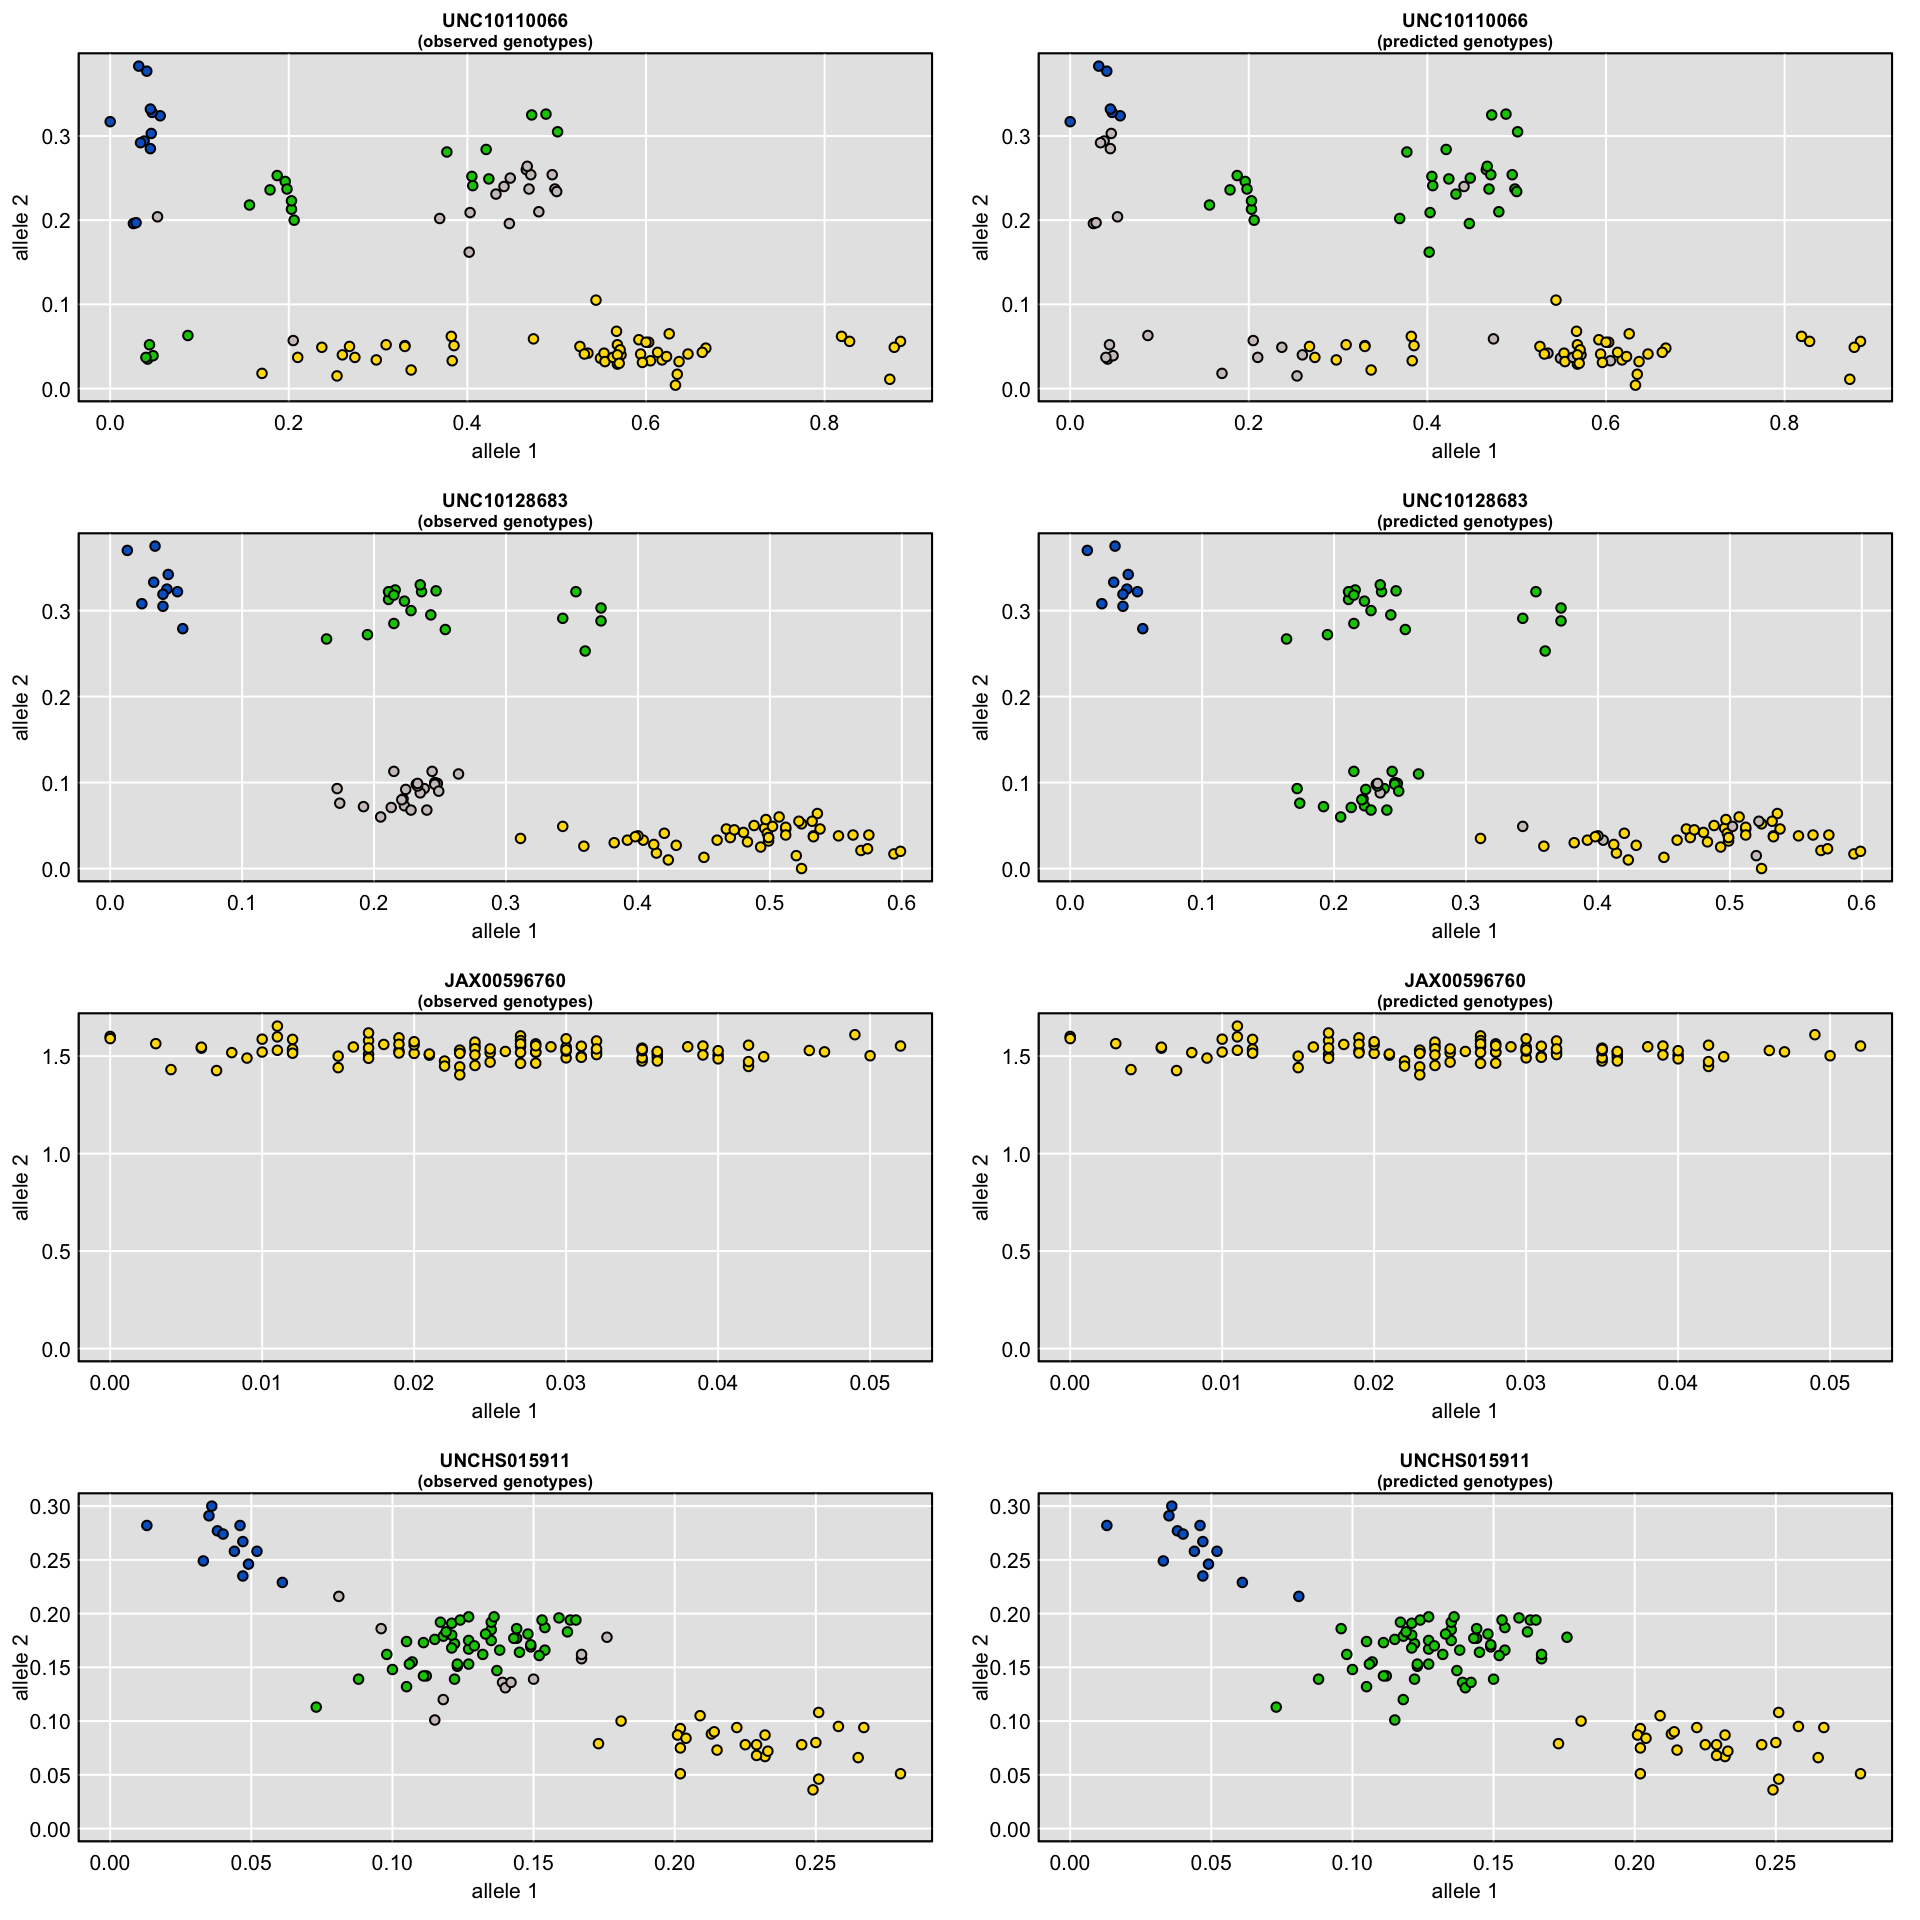 UNC10110066
(observed genotypes)
allele 2
0.3
0.2
0.1
0.0
0.0 0.2 0.4 0.6 0.8
allele 1
UNC10110066
(predicted genotypes)
allele 2
0.3
0.2
0.1
0.0
0.0 0.2 0.4 0.6 0.8
allele 1
UNC10128683
(observed genotypes)
allele 2
0.3
0.2
0.1
0.0
0.0 0.1 0.2 0.3 0.4 0.5 0.6
allele 1
UNC10128683
(predicted genotypes)
allele 2
0.3
0.2
0.1
0.0
0.0 0.1 0.2 0.3 0.4 0.5 0.6
allele 1
JAX00596760
(observed genotypes)
allele 2
1.5
1.0
0.5
0.0
0.00 0.01 0.02 0.03 0.04 0.05
allele 1
JAX00596760
(predicted genotypes)
allele 2
1.5
1.0
0.5
0.0
0.00 0.01 0.02 0.03 0.04 0.05
allele 1
UNCHS015911
(observed genotypes)
allele 2
0.30
0.25
0.20
0.15
0.10
0.05
0.00
0.00 0.05 0.10 0.15 0.20 0.25
allele 1
UNCHS015911
(predicted genotypes)
allele 2
0.30
0.25
0.20
0.15
0.10
0.05
0.00
0.00 0.05 0.10 0.15 0.20 0.25
allele 1